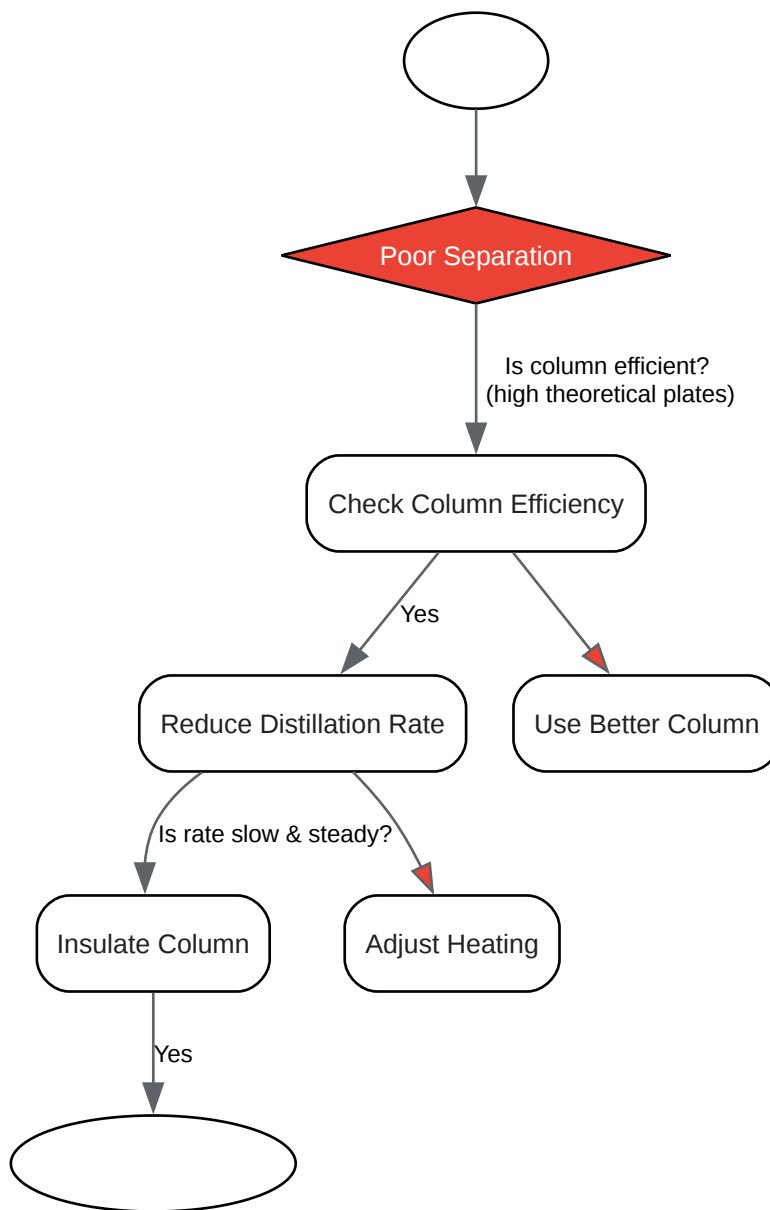 Poor Separation
Is column efficient?
(high theoretical plates)
Check Column Efficiency
Yes
Reduce Distillation Rate
Use Better Column
Is rate slow & steady?
Insulate Column
Adjust Heating
Yes